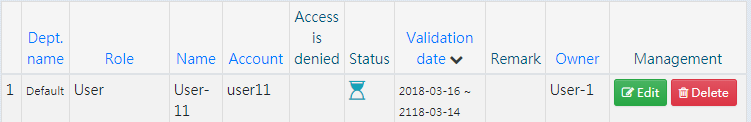 Dept. name Role Name Account Access is denied Status Validation date Remark Owner Management
1 Default User User-11 user11 2018-03-16 ~ 2118-03-14 User-1 Edit Delete